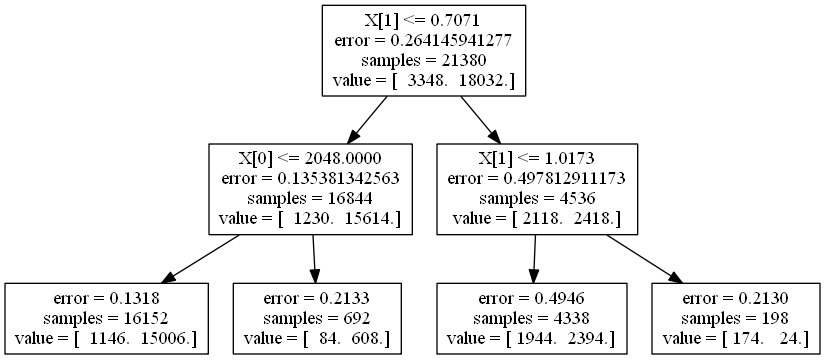 X[1] <= 0.7071
error = 0.264145941277
samples = 21380
value = [  3348.  18032.]
X[0] <= 2048.0000
error = 0.135381342563
samples = 16844
value = [  1230.  15614.]
X[1] <= 1.0173
error = 0.497812911173
samples = 4536
value = [ 2118.  2418.]
error = 0.1318
samples = 16152
value = [  1146.  15006.]
error = 0.2133
samples = 692
value = [  84.  608.]
error = 0.4946
samples = 4338
value = [ 1944.  2394.]
error = 0.2130
samples = 198
value = [ 174.   24.]